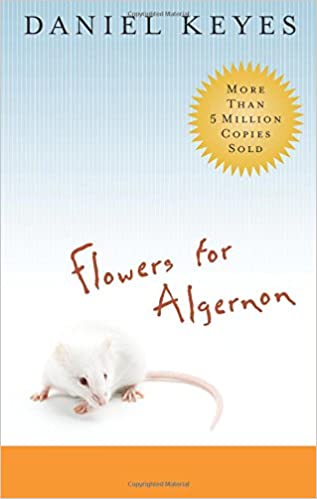 DANIEL KEYES
MORE
THAN
5 MILLION
COPIES
SOLD
Flowers for
Algernon